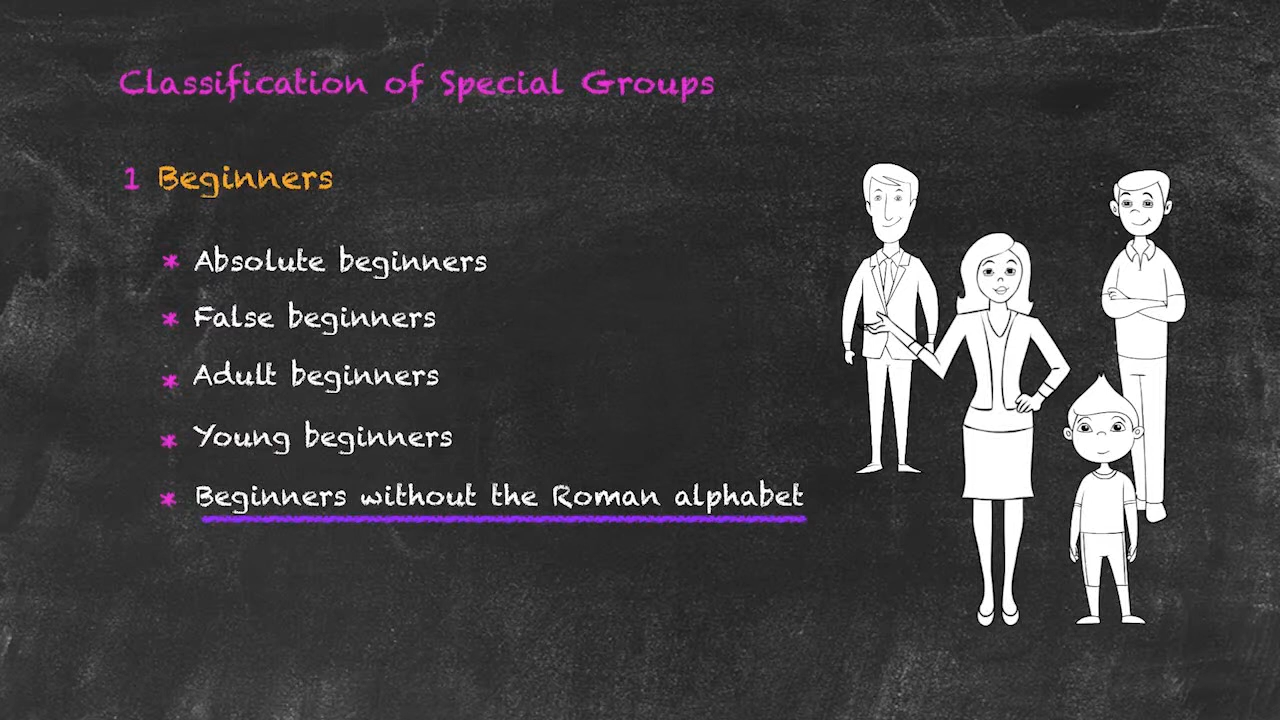 Classification of Special Groups
1 Beginners
* Absolute beginners
* False beginners
* Adult beginners
* Young beginners
* Beginners without the Roman alphabet